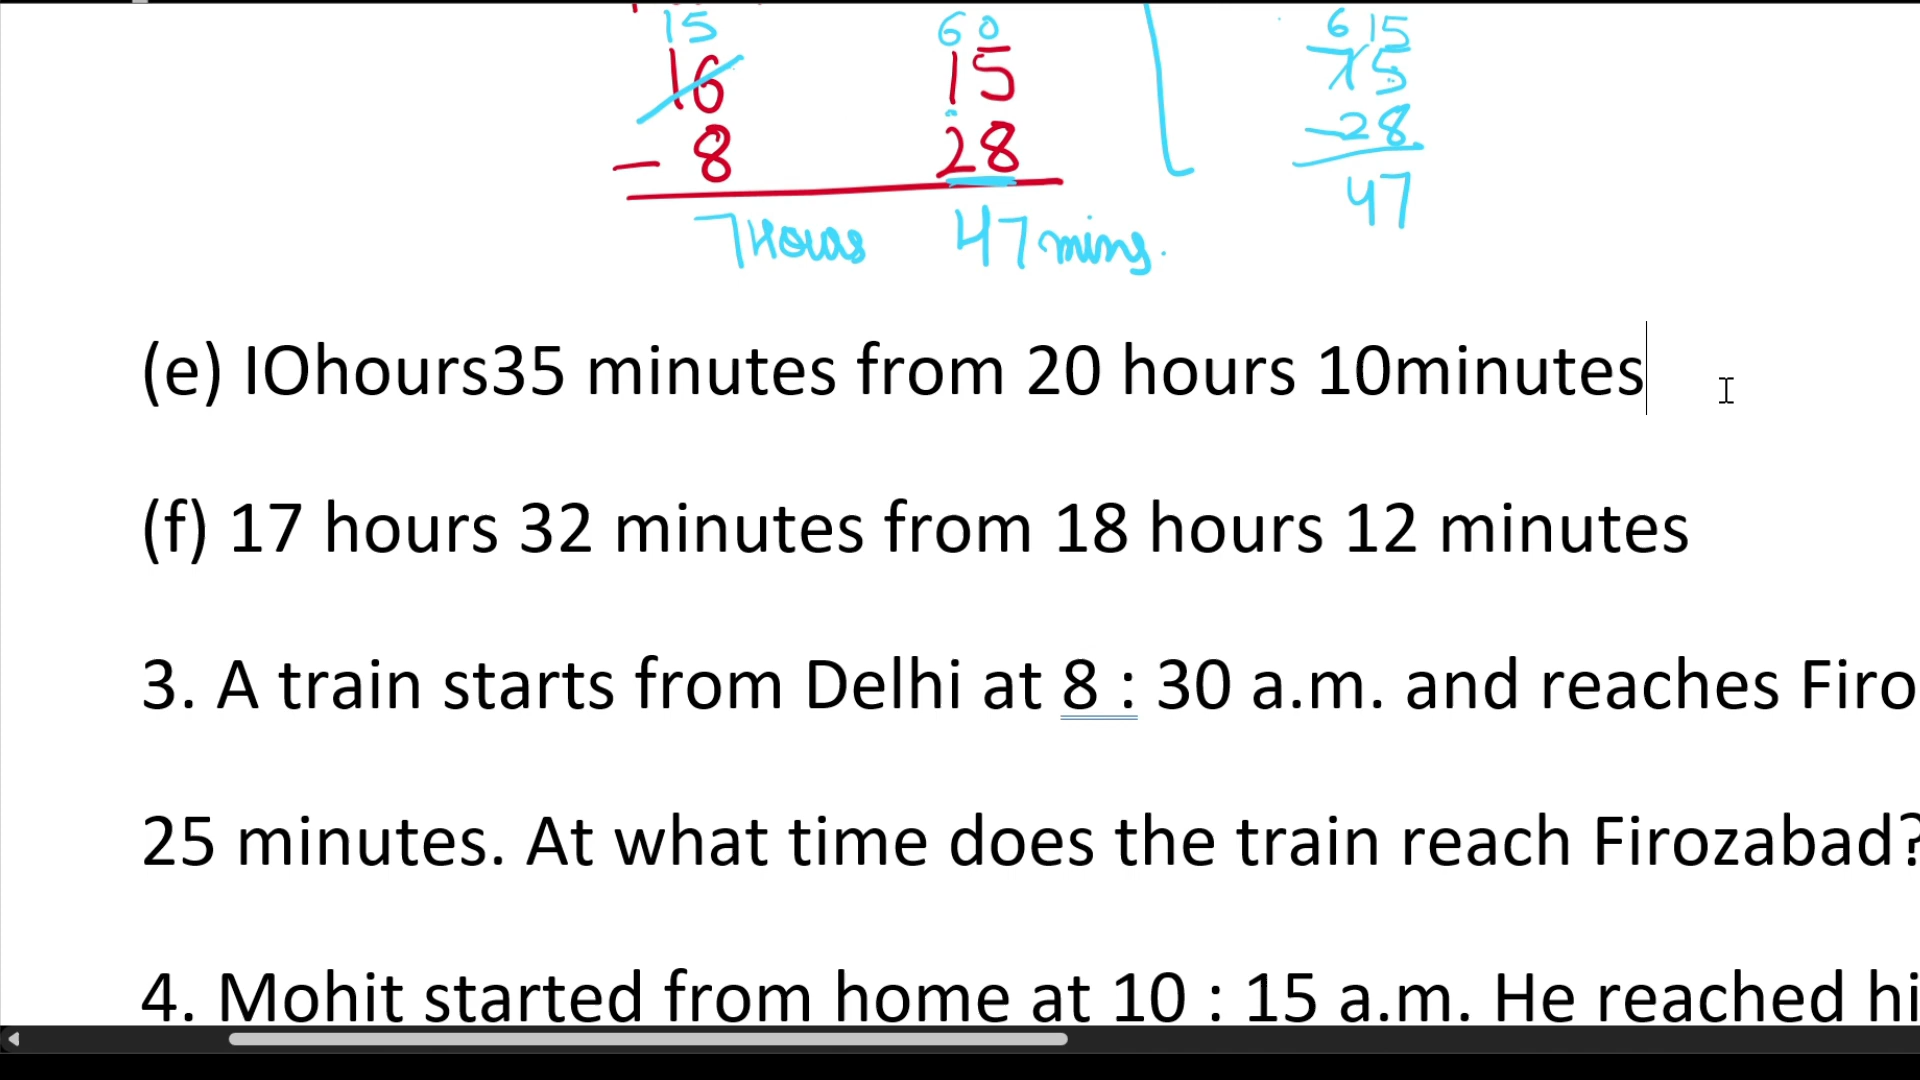 15 60 6 15
16 15 75
- 8 28 -28
7 Hours 47 mins. 47
(e) IOhours35 minutes from 20 hours 10minutes
(f) 17 hours 32 minutes from 18 hours 12 minutes
3. A train starts from Delhi at 8 : 30 a.m. and reaches Firo
25 minutes. At what time does the train reach Firozabad?
4. Mohit started from home at 10 : 15 a.m. He reached hi